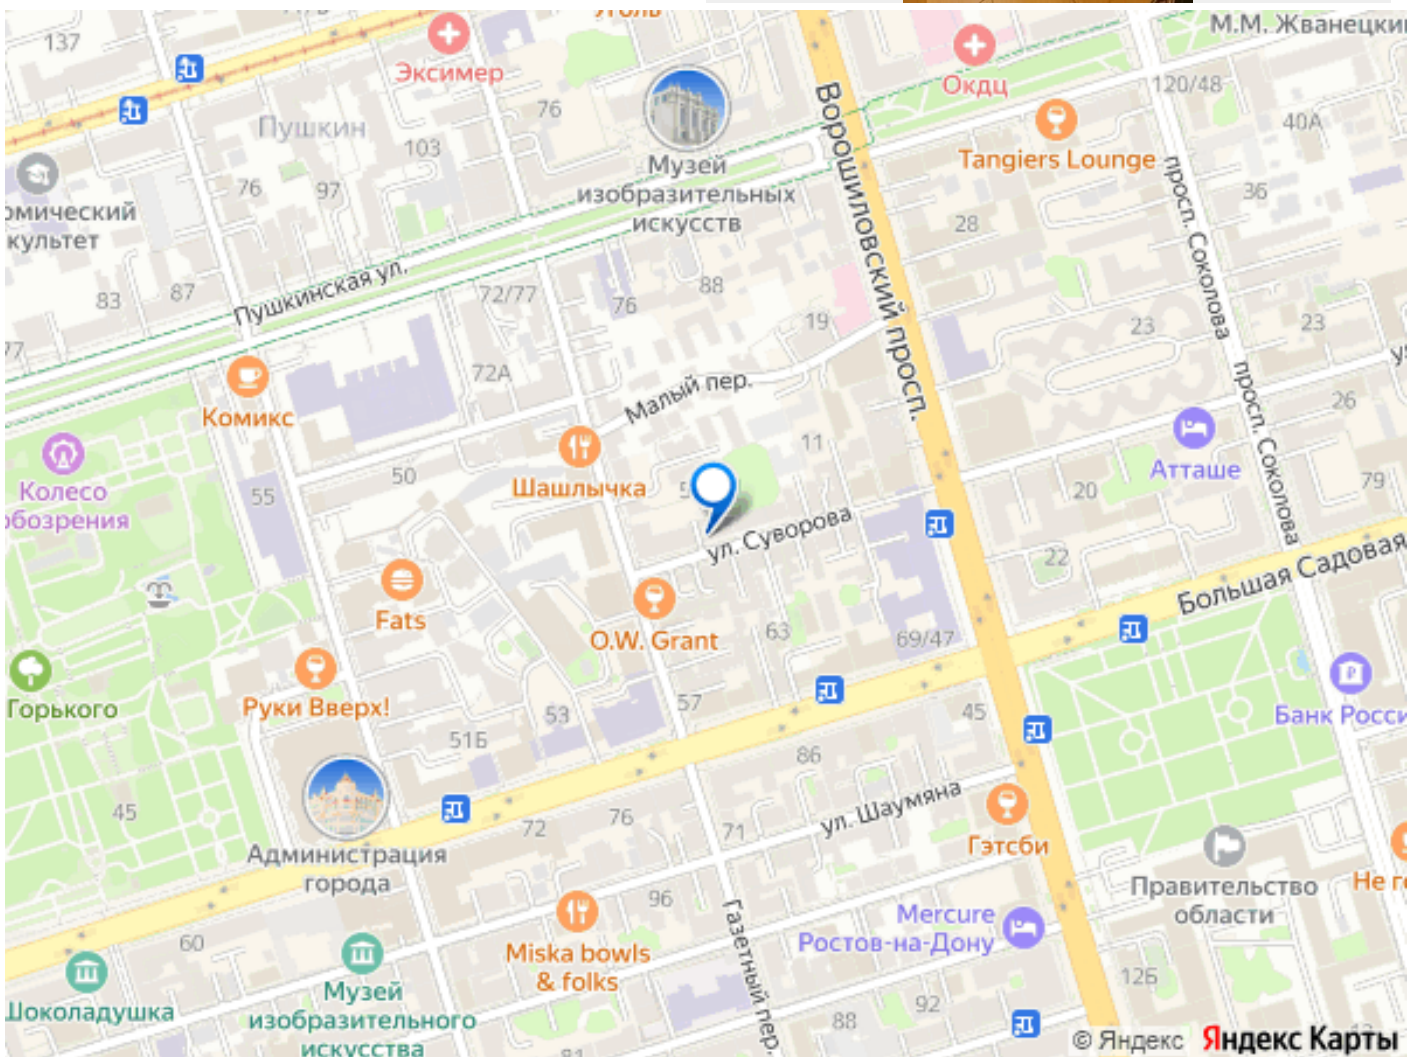 137
Уголь
М.М. Жванецки
Эксимер
Окдц
120/48
76
40А
Пушкин
103
Tangiers Lounge
Музей
изобразительных
искусств
Ворошиловский просп.
просп. Соколова
76
97
36
омический
культет
28
Пушкинская ул.
83
87
72/77
76
88
19
23
23
77
72А
Малый пер.
просп. Соколова
Комикс
26
11
50
Шашлычка
Атташе
55
20
79
Колесо
обозрения
ул. Суворова
22
Большая Садовая
Fats
O.W. Grant
63
69/47
Горького
Руки Вверх!
57
53
45
Банк Росси
51Б
86
45
76
72
71
ул. Шаумяна
Гэтсби
Администрация
города
Правительство
области
Не г
96
Газетный пер.
Mercure
Ростов-на-Дону
60
Miska bowls
& folks
Музей
изобразительного
искусства
Шоколадушка
126
92
88
81
© Яндекс Яндекс Карты